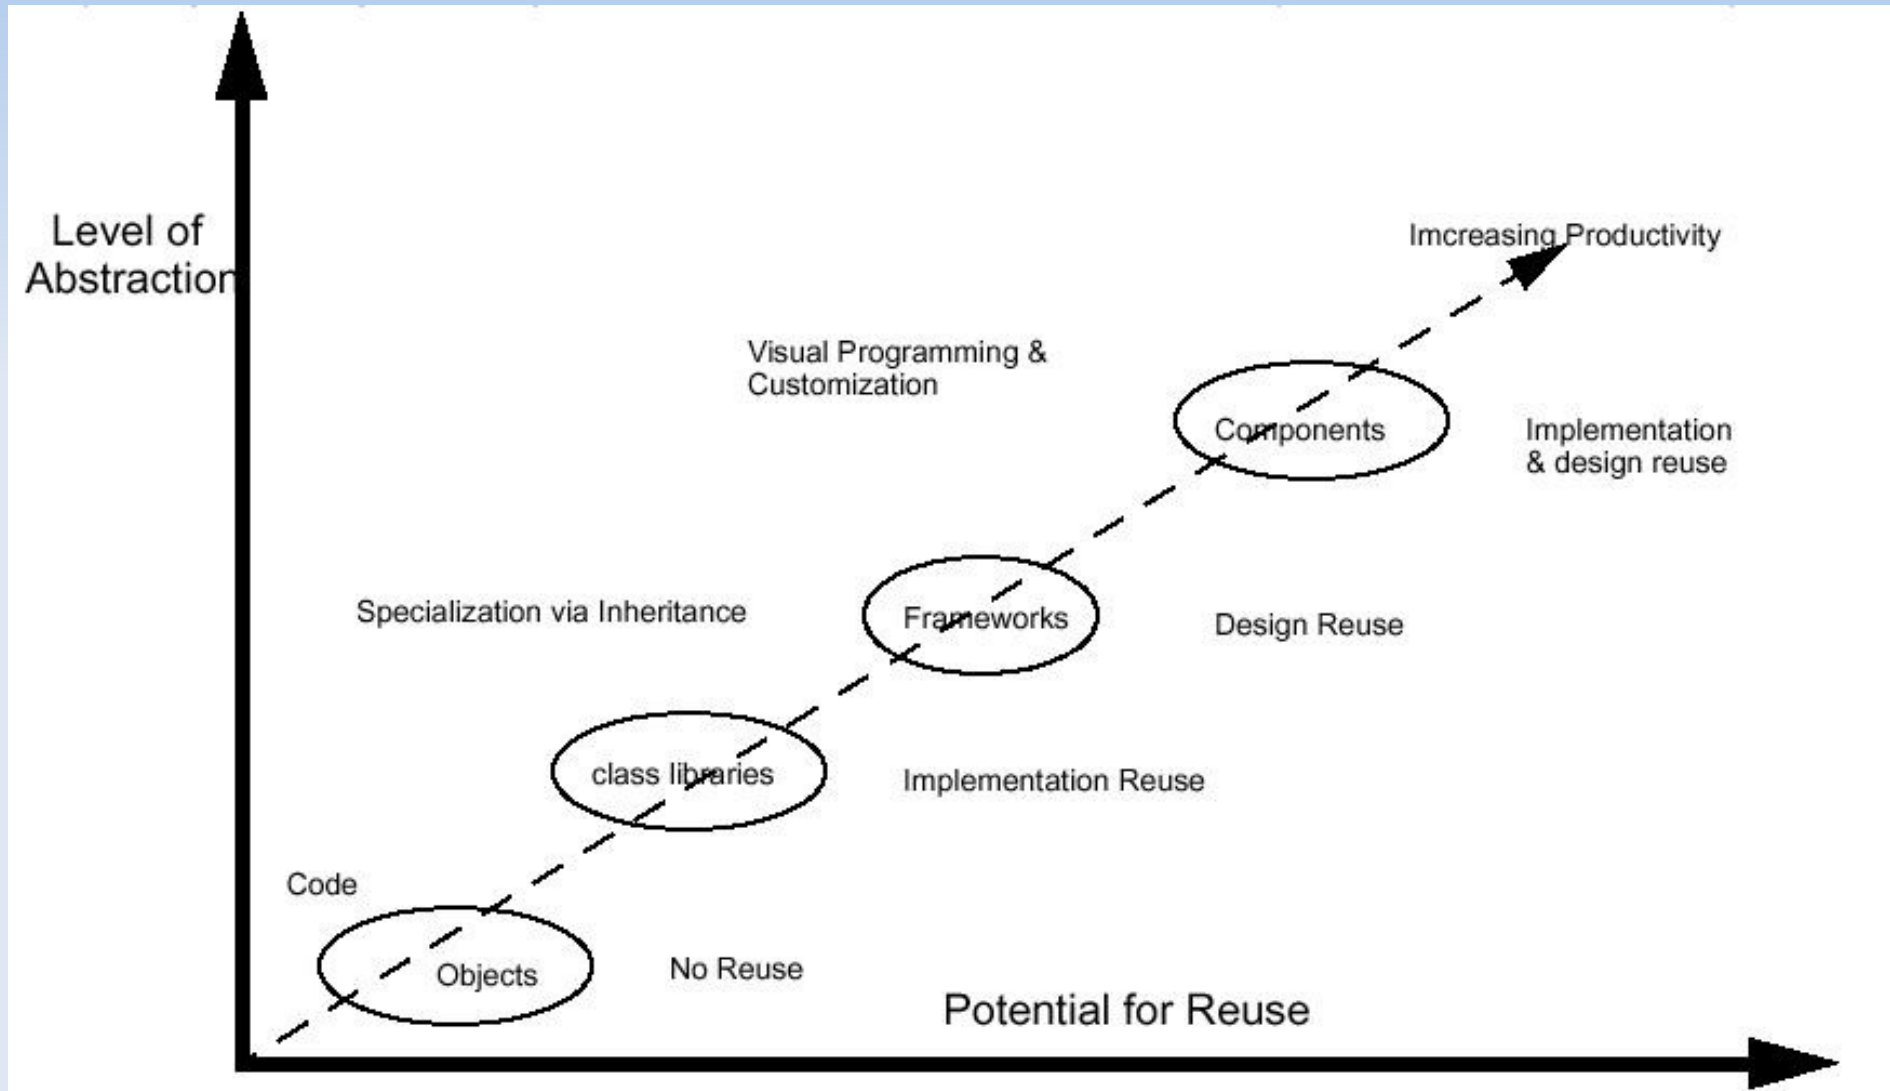 Level of
Abstraction
Imcreasing Productivity
Visual Programming &
Customization
Components
Implementation
& design reuse
Specialization via Inheritance
Frameworks
Design Reuse
class libraries
Implementation Reuse
Code
Objects
No Reuse
Potential for Reuse